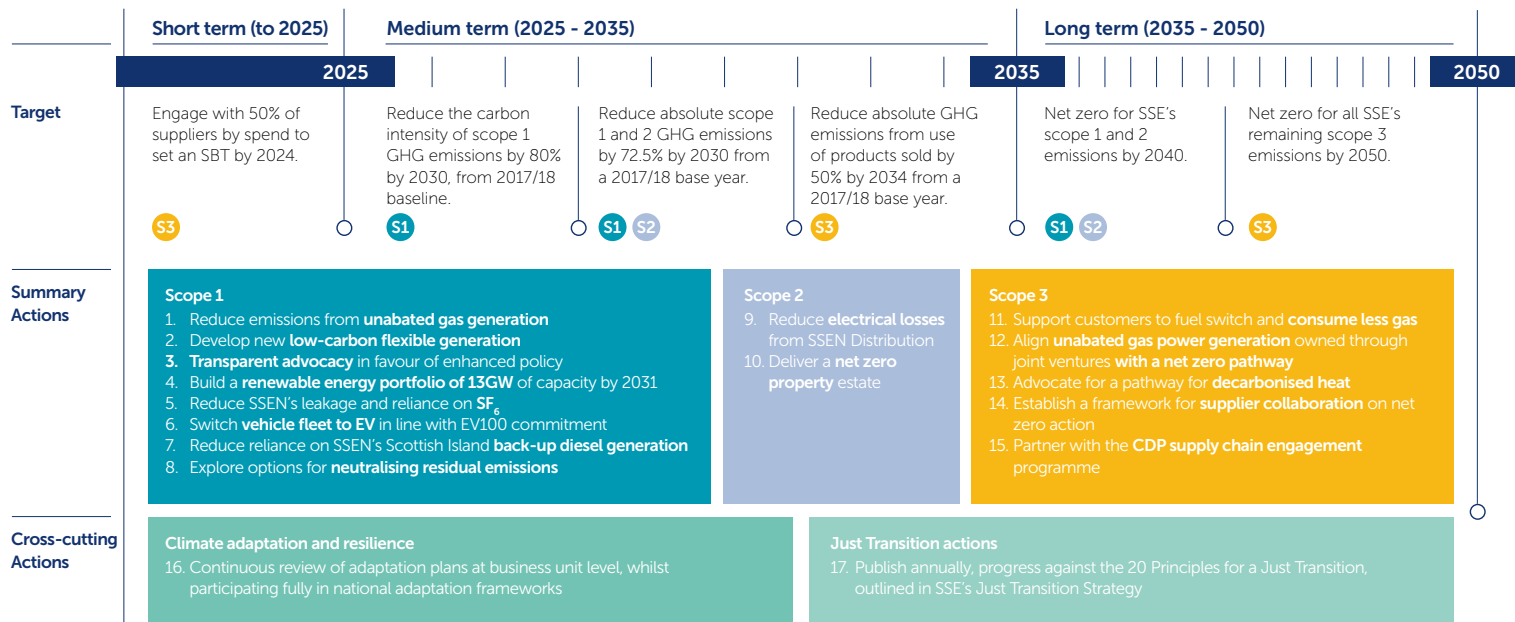 Short term (to 2025)
Medium term (2025 - 2035)
Long term (2035 - 2050)
2025
2035
2050
Target
Engage with 50% of
suppliers by spend to
set an SBT by 2024.
S3
Reduce the carbon
intensity of scope 1
GHG emissions by 80%
by 2030, from 2017/18
baseline.
S1
Reduce absolute scope
1 and 2 GHG emissions
by 72.5% by 2030 from
a 2017/18 base year.
S1 S2
Reduce absolute GHG
emissions from use
of products sold by
50% by 2034 from a
2017/18 base year.
S3
Net zero for SSE's
scope 1 and 2
emissions by 2040.
S1 S2
Net zero for all SSE's
remaining scope 3
emissions by 2050.
S3
Summary
Actions
Scope 1
1. Reduce emissions from unabated gas generation
2. Develop new low-carbon flexible generation
3. Transparent advocacy in favour of enhanced policy
4. Build a renewable energy portfolio of 13GW of capacity by 2031
5. Reduce SSEN's leakage and reliance on SF6
6. Switch vehicle fleet to EV in line with EV100 commitment
7. Reduce reliance on SSEN's Scottish Island back-up diesel generation
8. Explore options for neutralising residual emissions
Scope 2
9. Reduce electrical losses
from SSEN Distribution
10. Deliver a net zero
property estate
Scope 3
11. Support customers to fuel switch and consume less gas
12. Align unabated gas power generation owned through
joint ventures with a net zero pathway
13. Advocate for a pathway for decarbonised heat
14. Establish a framework for supplier collaboration on net
zero action
15. Partner with the CDP supply chain engagement
programme
Cross-cutting
Actions
Climate adaptation and resilience
16. Continuous review of adaptation plans at business unit level, whilst
participating fully in national adaptation frameworks
Just Transition actions
17. Publish annually, progress against the 20 Principles for a Just Transition,
outlined in SSE's Just Transition Strategy